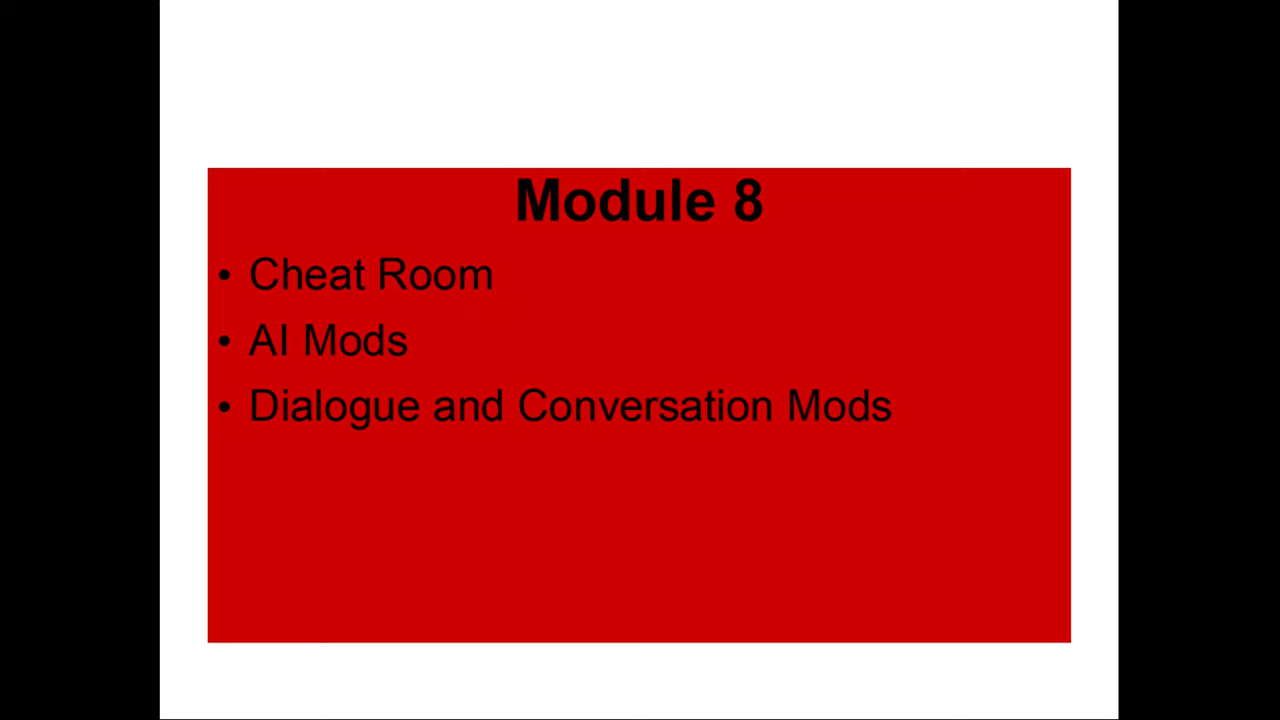 Module 8
• Cheat Room
• AI Mods
• Dialogue and Conversation Mods